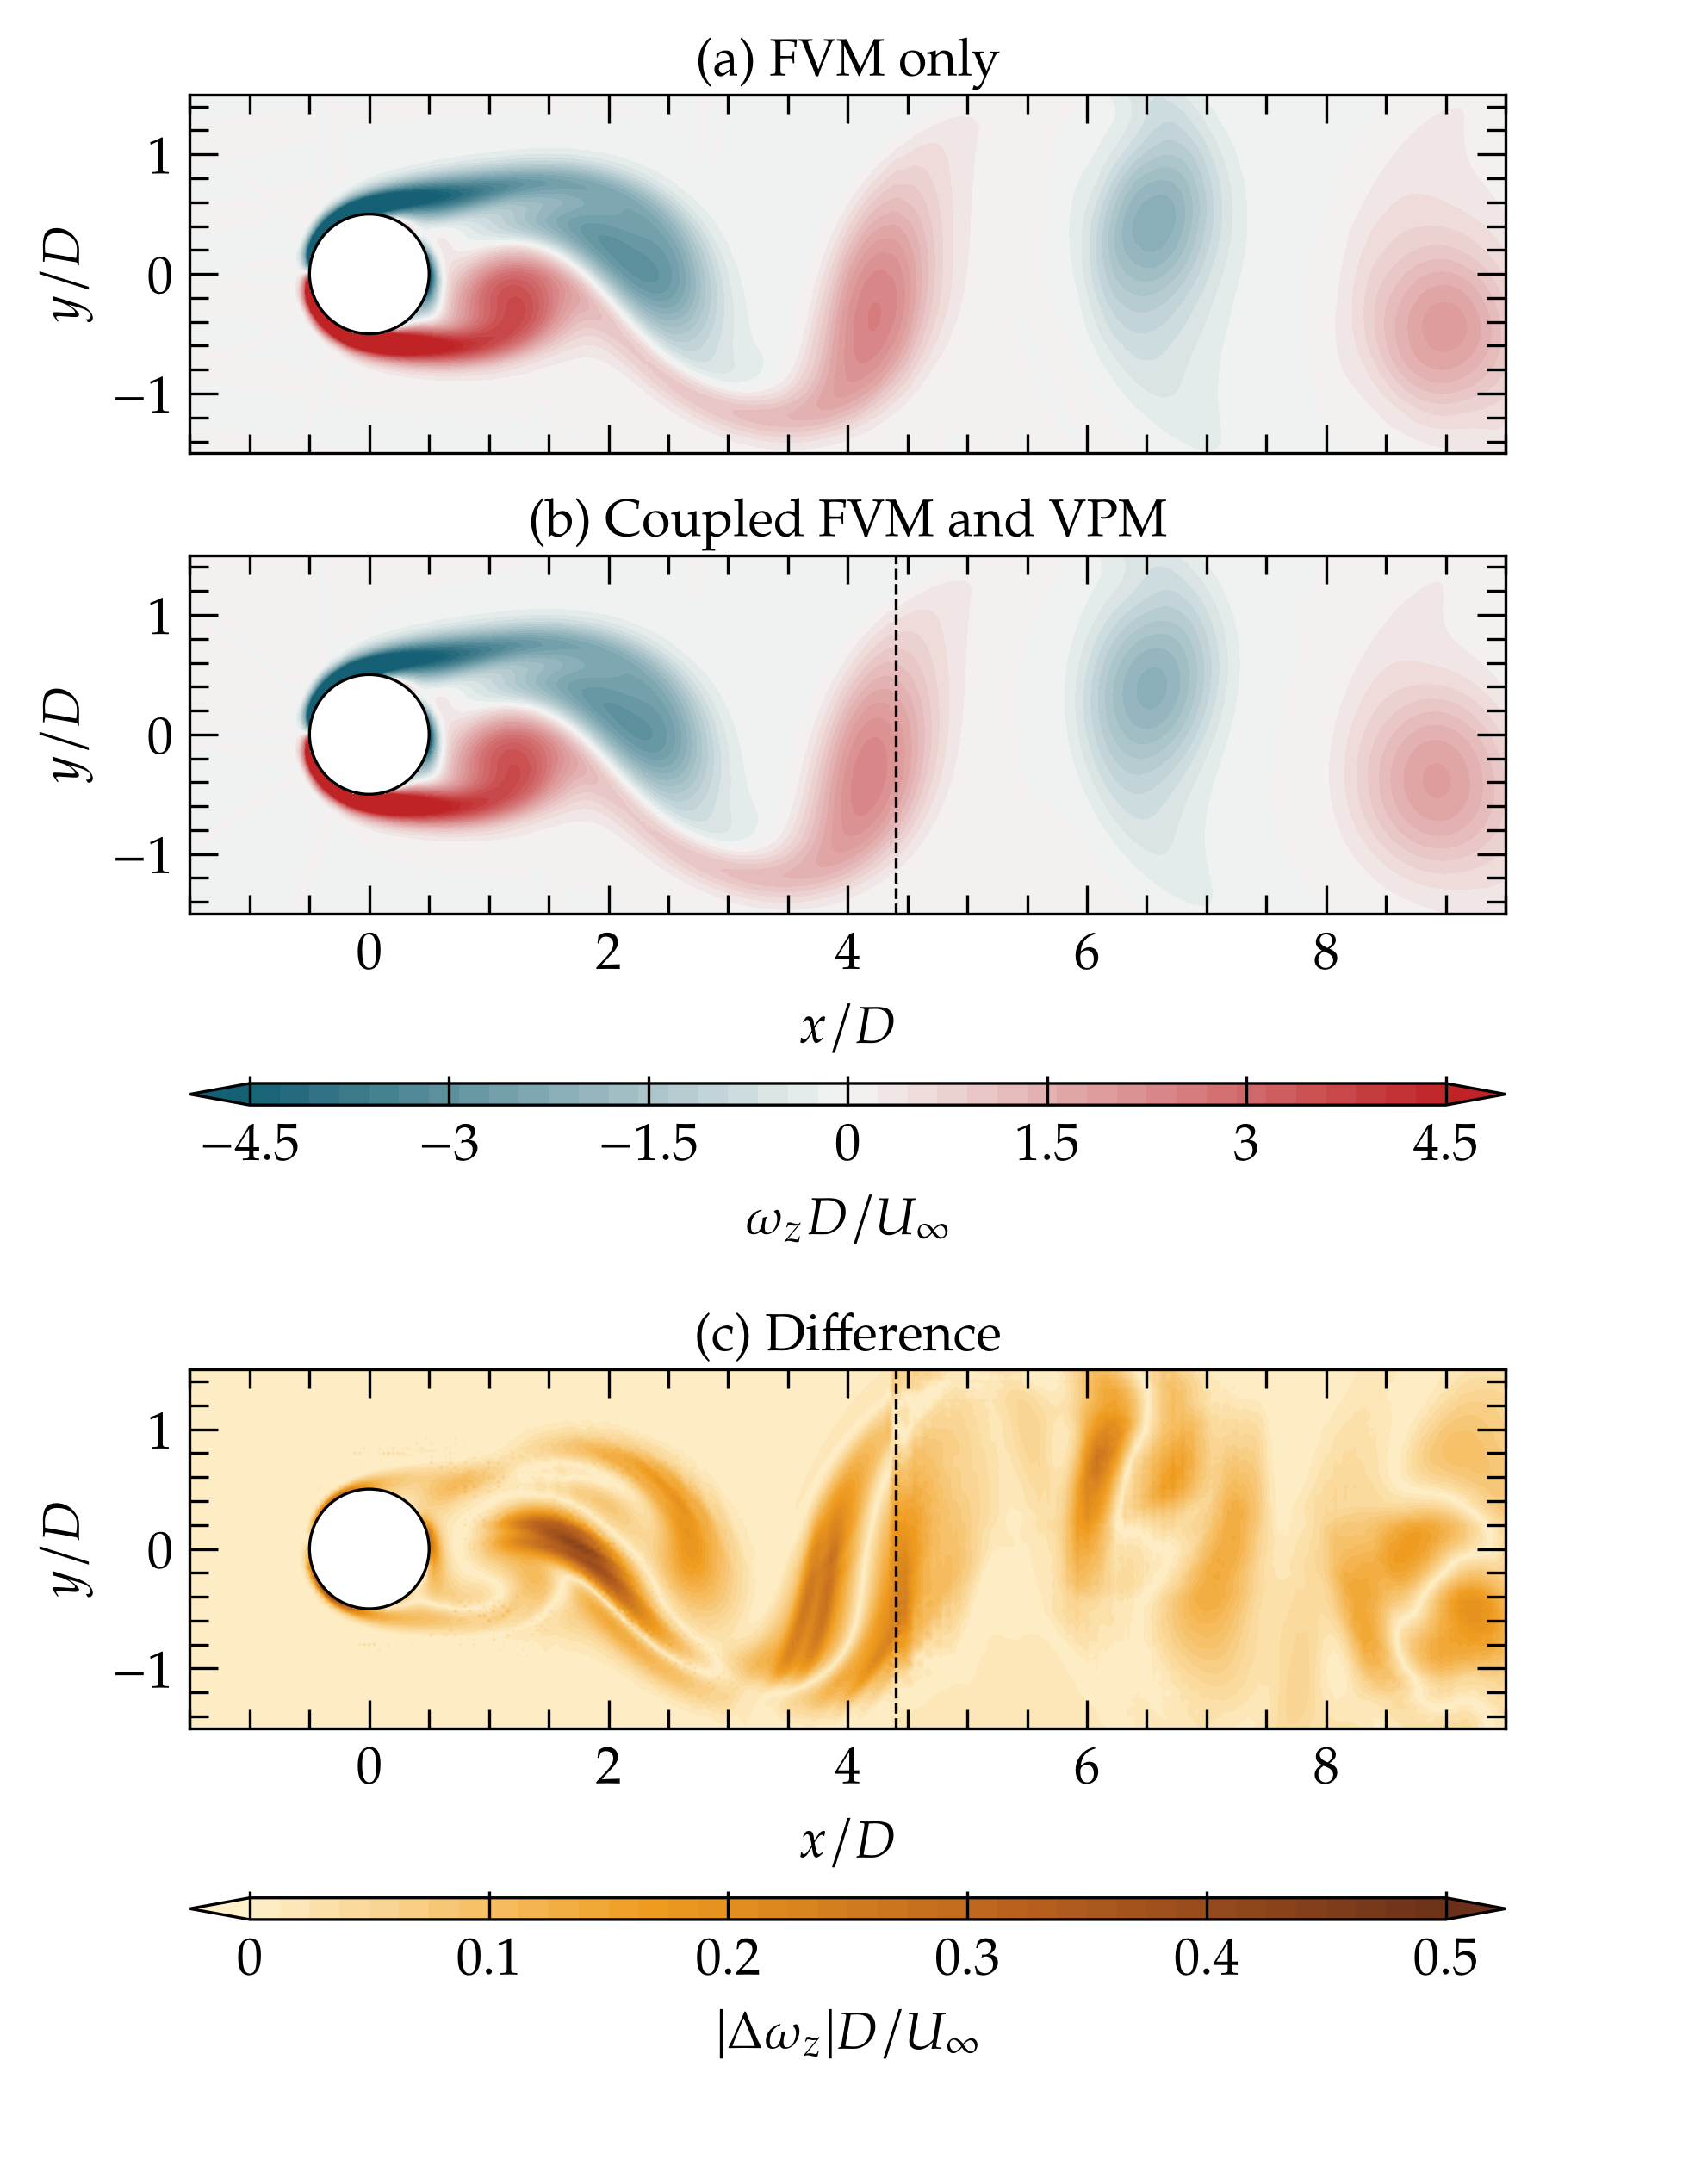 (a) FVM only
1
0
−1
y/D
(b) Coupled FVM and VPM
1
0
−1
y/D
0 2 4 6 8
x/D
−4.5 −3 −1.5 0 1.5 3 4.5
ω_z D/U_∞
(c) Difference
1
0
−1
y/D
0 2 4 6 8
x/D
0 0.1 0.2 0.3 0.4 0.5
|Δω_z|D/U_∞